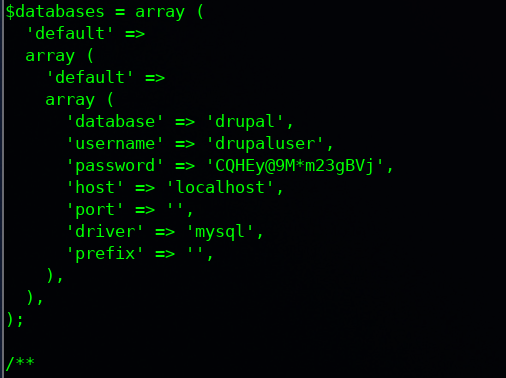 $databases = array (
  'default' =>
  array (
    'default' =>
    array (
      'database' => 'drupal',
      'username' => 'drupaluser',
      'password' => 'CQHEy@9M*m23gBVj',
      'host' => 'localhost',
      'port' => '',
      'driver' => 'mysql',
      'prefix' => '',
    ),
  ),
);

/**